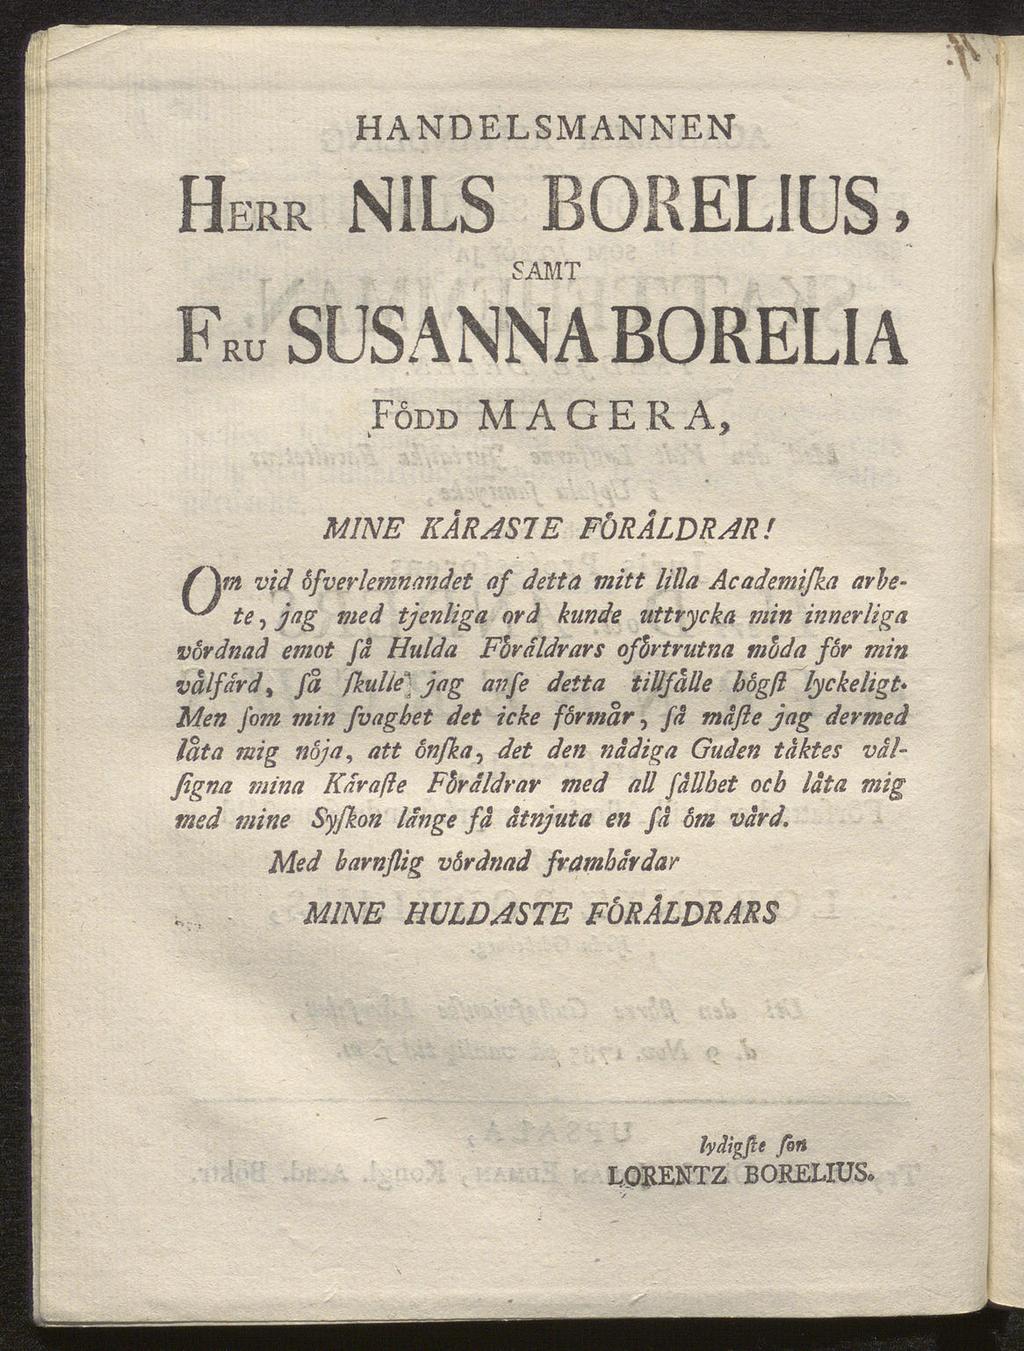 HANDELSMANNEN
HERR NILS BORELIUS,
SAMT
FRU SUSANNA BORELIA
FÖDD MAGERA,
MINE KÄRASTE FÖRÄLDRAR!
Om vid öfverlemnandet af detta mitt lilla Academiſka arbe-
te, jag med tjenliga ord kunde uttrycka min innerliga
vördnad emot ſå Hulda Föräldrars oförtrutna möda för min
välfärd, ſå ſkulle jag anſe detta tillfälle högſt lyckeligt.
Men ſom min ſvaghet det icke förmår, ſå måſte jag dermed
låta mig nöja, att önſka, det den nådiga Guden täktes väl-
ſigna mina Käraſte Föräldrar med all ſällhet och låta mig
med mine Syſkon länge få åtnjuta en ſå öm vård.
Med barnſlig vördnad framhärdar
MINE HULDASTE FÖRÄLDRARS
lydigſte ſon
LORENTZ BORELIUS.